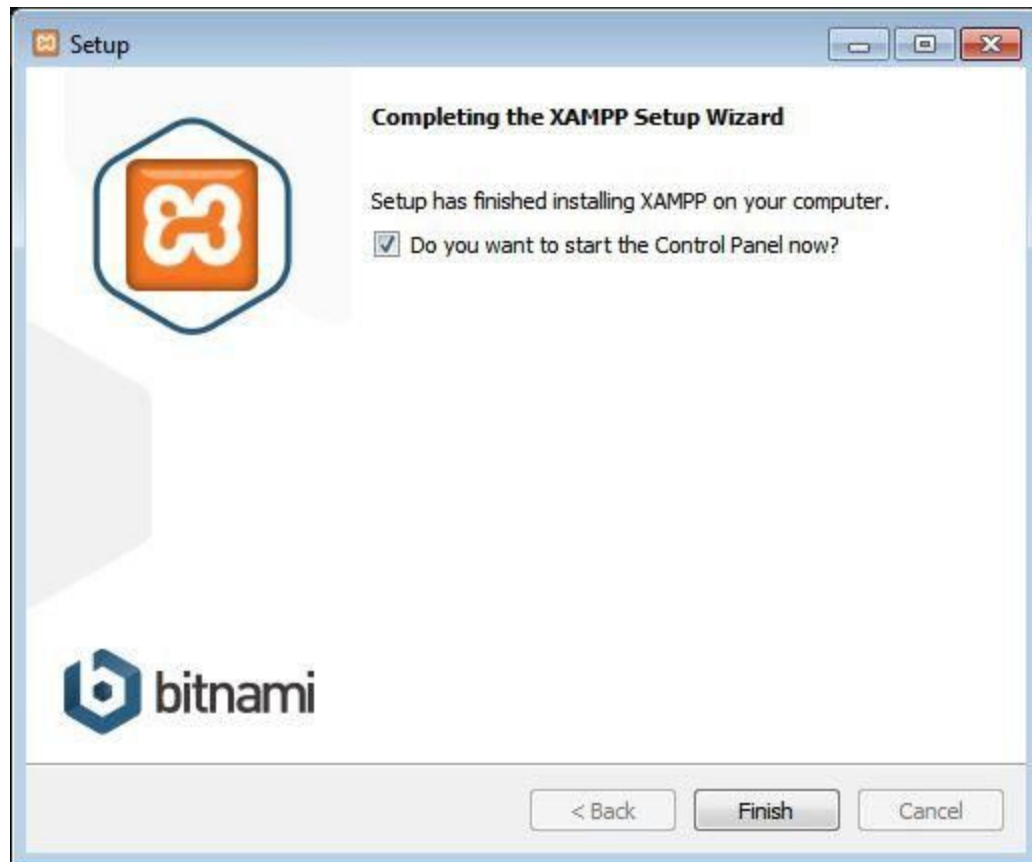 Setup
Completing the XAMPP Setup Wizard
Setup has finished installing XAMPP on your computer.
Do you want to start the Control Panel now?
bitnami
< Back
Finish
Cancel